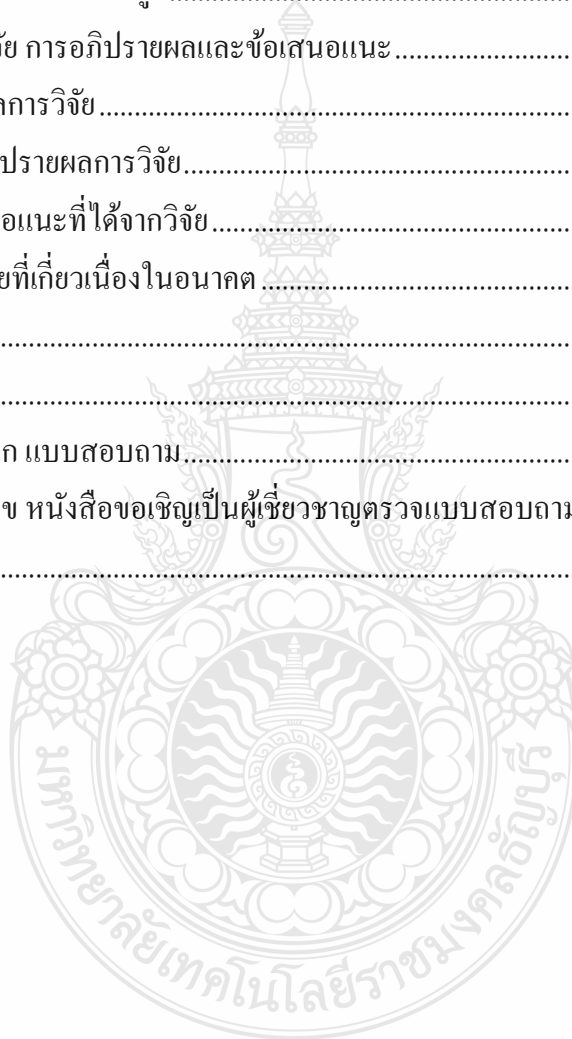 ัย การอภิปรายผลและข้อเสนอแนะ........................
ลการวิจัย........................
ปรายผลการวิจัย........................
อแนะที่ได้จากวิจัย........................
ยที่เกี่ยวเนื่องในอนาคต........................
........................
........................
ก แบบสอบถาม........................
ข หนังสือขอเชิญเป็นผู้เชี่ยวชาญตรวจแบบสอบถาม
........................
มหาวิทยาลัยเทคโนโลยีราชมงคลธัญบุรี